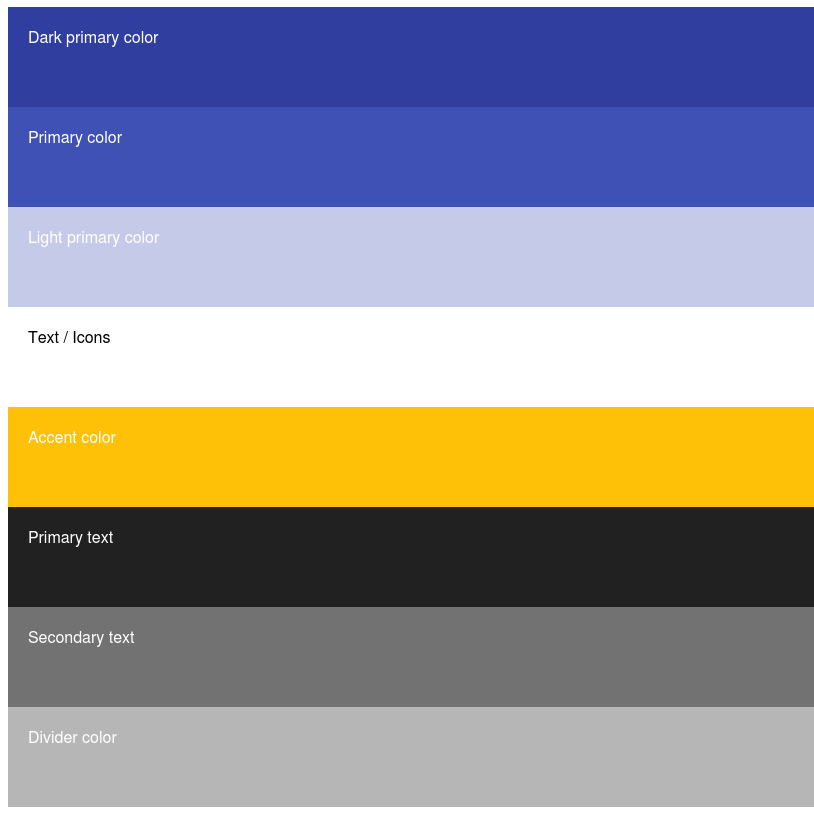 Dark primary color
Primary color
Light primary color
Text / Icons
Accent color
Primary text
Secondary text
Divider color